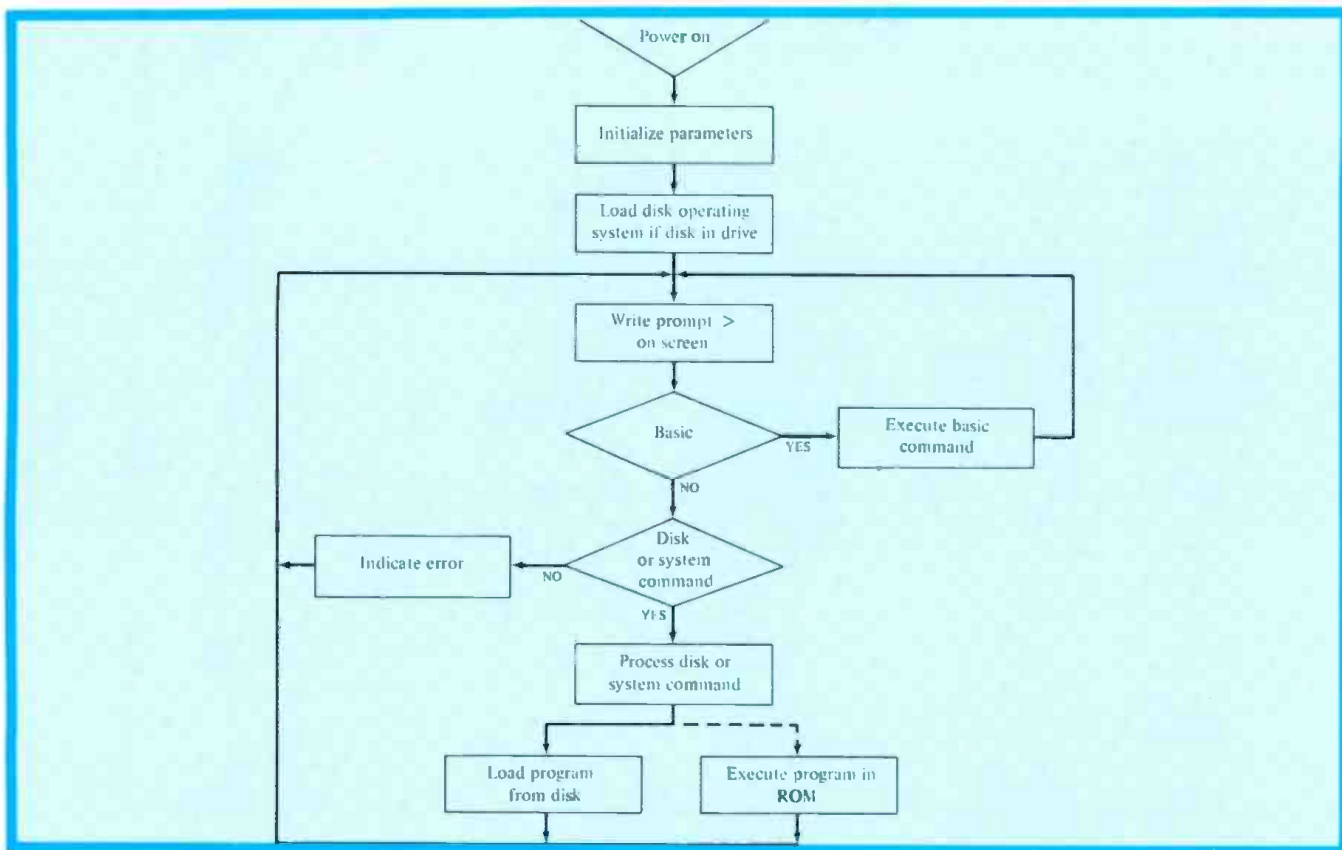 Power on
Initialize parameters
Load disk operating
system if disk in drive
Write prompt >
on screen
Basic
YES
Execute basic
command
NO
Disk
or system
command
NO
Indicate error
YES
Process disk or
system command
Load program
from disk
Execute program in
ROM